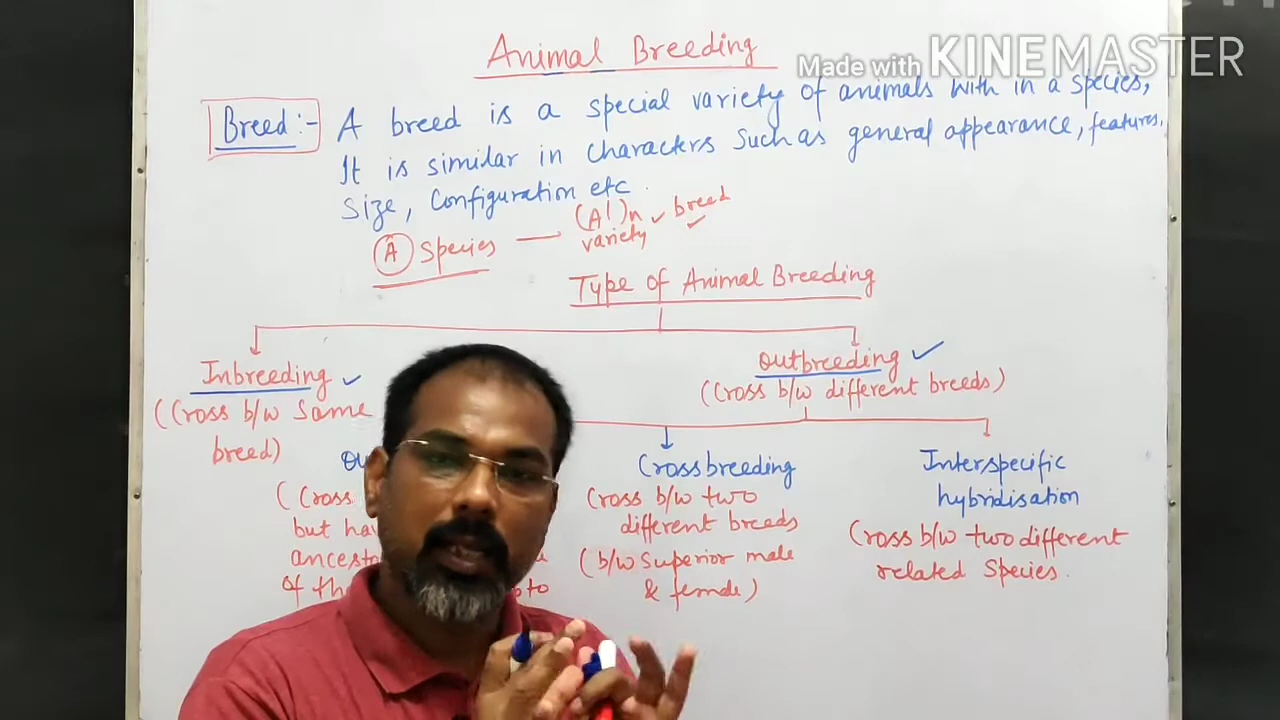 Animal Breeding
Made with KINEMASTER
Breed :- A breed is a special variety of animals with in a species,
It is similar in characters such as general appearance, features,
size, configuration etc.
(A) Species — (A!)n breed
variety
Type of Animal Breeding
Inbreeding
(Cross b/w same
breed)
outbreeding
(Cross b/w different breeds)
(Cross
but hav
ancest
of the
to
Crossbreeding
Cross b/w two
different breeds
(b/w Superior male
& female)
Interspecific
hybridisation
Cross b/w two different
related species.